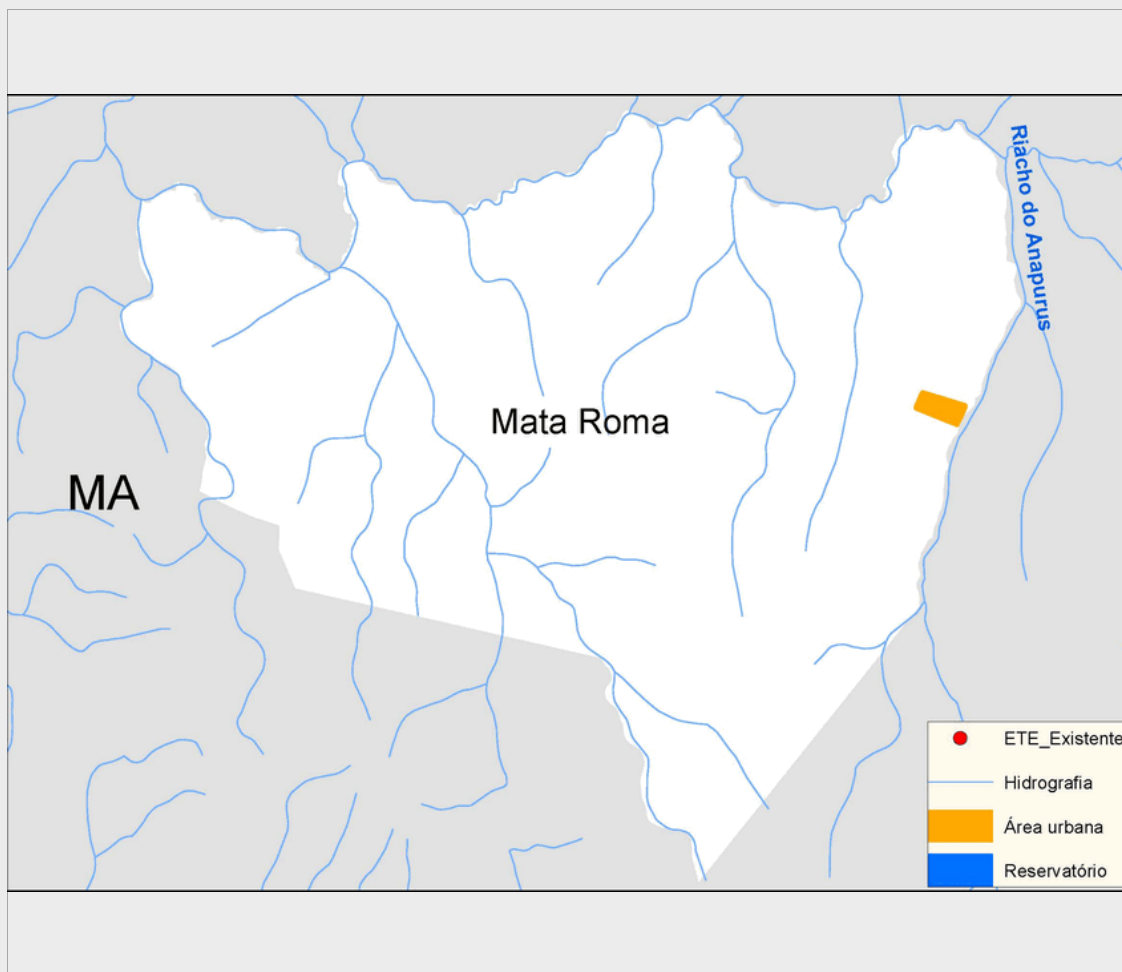 Riacho do Anapurus
Mata Roma
MA
ETE_Existente
Hidrografia
Área urbana
Reservatório